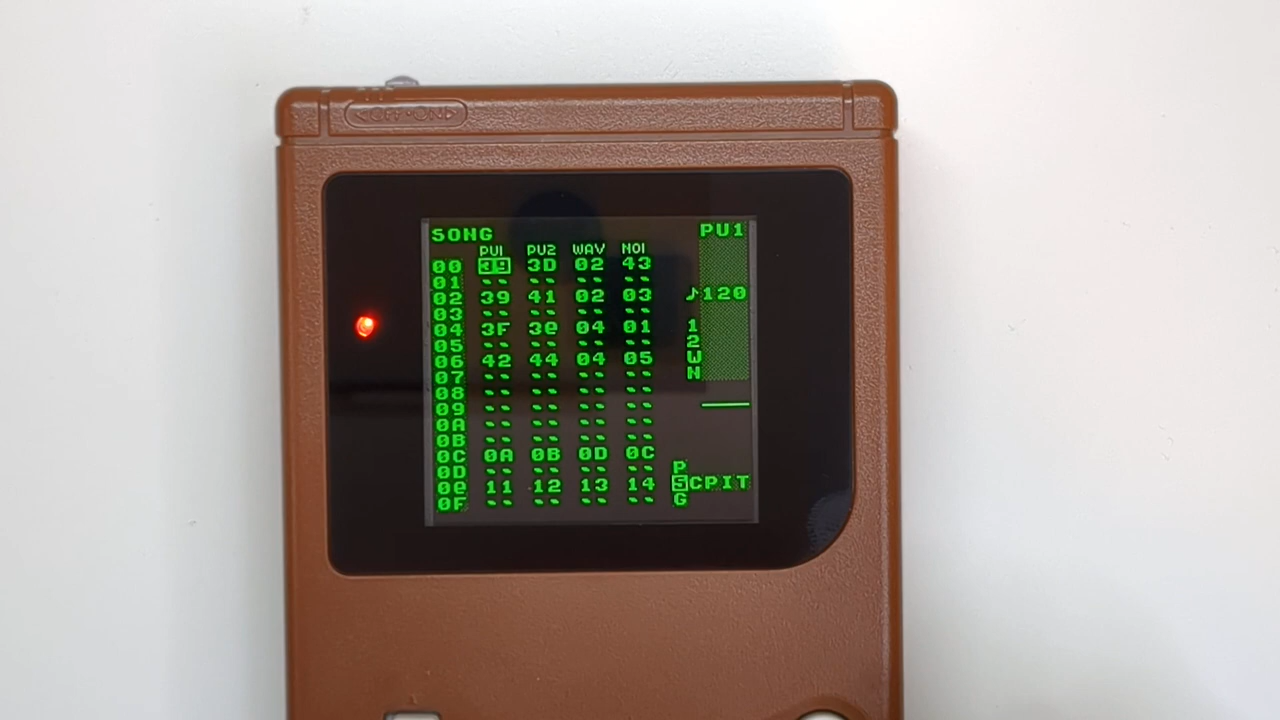 <OFF•ON>
SONG PU1
PU1 PU2 WAV NOI
00 39 3D 02 43
01 -- -- -- --
02 39 41 02 03 ♪120
03 -- -- -- --
04 3F 3e 04 01 1
05 -- -- -- -- 2
06 42 44 04 05 W
07 -- -- -- -- N
08 -- -- -- --
09 -- -- -- --
0A -- -- -- --
0B -- -- -- --
0C 0A 0B 0D 0C
0D -- -- -- -- P
0e 11 12 13 14 SCPIT
0F -- -- -- -- G